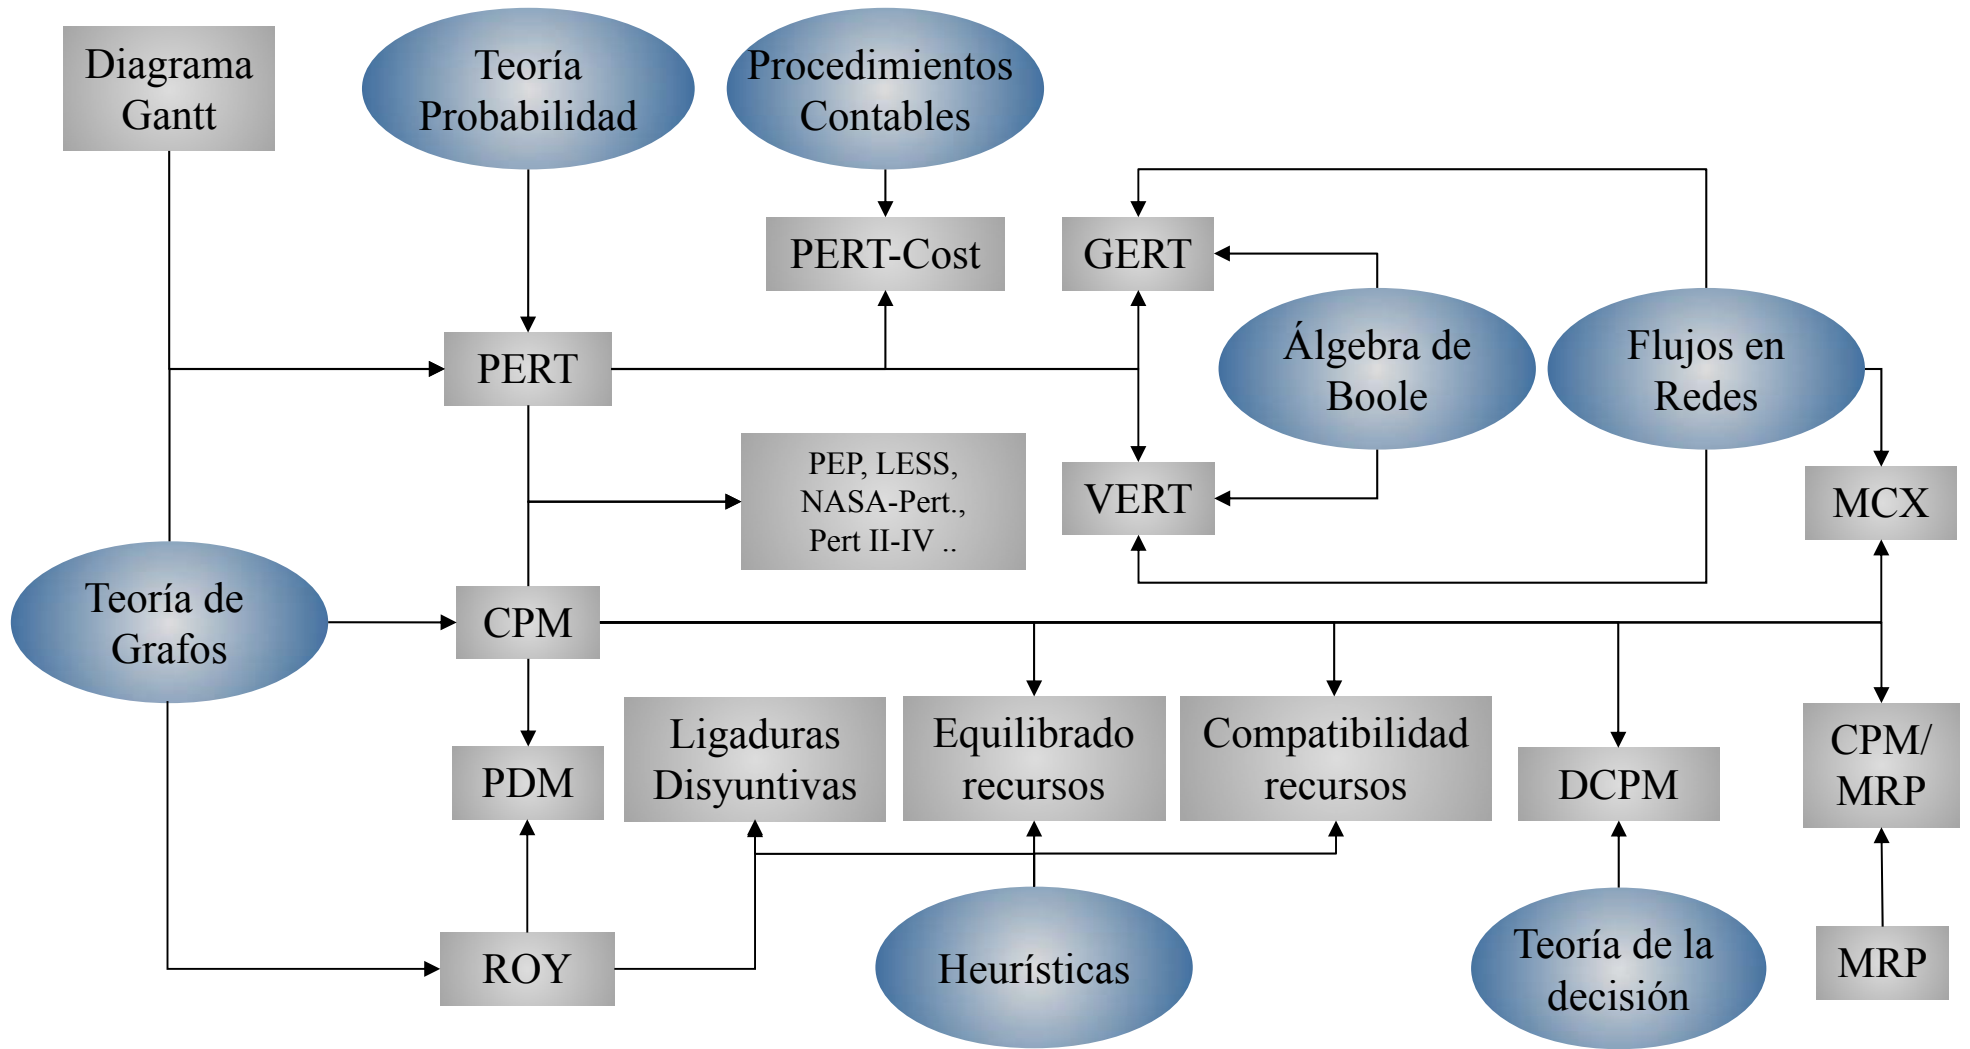 Diagrama
Gantt
Teoría
Probabilidad
Procedimientos
Contables
PERT-Cost
GERT
PERT
Álgebra de
Boole
Flujos en
Redes
PEP, LESS,
NASA-Pert.,
Pert II-IV ..
VERT
MCX
Teoría de
Grafos
CPM
PDM
Ligaduras
Disyuntivas
Equilibrado
recursos
Compatibilidad
recursos
DCPM
CPM/
MRP
ROY
Heurísticas
Teoría de la
decisión
MRP